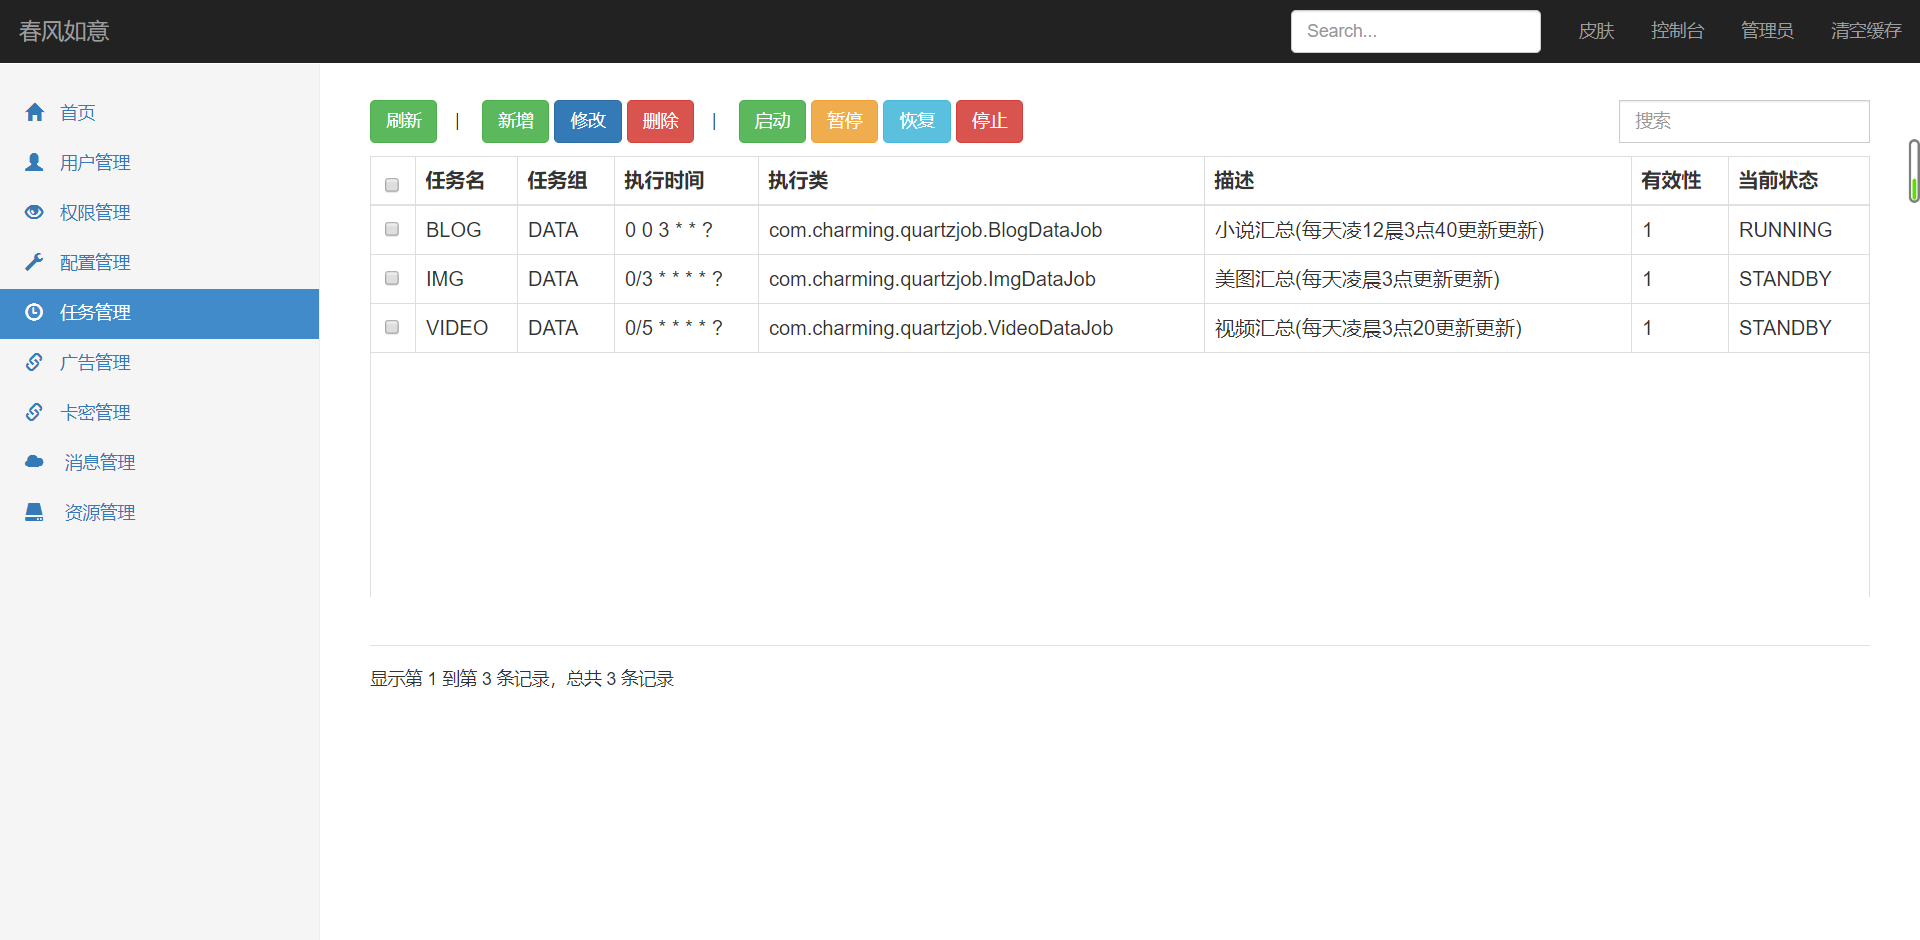 春风如意
Search...
皮肤 控制台 管理员 清空缓存
首页
用户管理
权限管理
配置管理
任务管理
广告管理
卡密管理
消息管理
资源管理
刷新 | 新增 修改 删除 | 启动 暂停 恢复 停止
搜索
任务名 任务组 执行时间 执行类 描述 有效性 当前状态
BLOG DATA 0 0 3 * * ? com.charming.quartzjob.BlogDataJob 小说汇总(每天凌12晨3点40更新更新) 1 RUNNING
IMG DATA 0/3 * * * * ? com.charming.quartzjob.ImgDataJob 美图汇总(每天凌晨3点更新更新) 1 STANDBY
VIDEO DATA 0/5 * * * * ? com.charming.quartzjob.VideoDataJob 视频汇总(每天凌晨3点20更新更新) 1 STANDBY
显示第 1 到第 3 条记录，总共 3 条记录